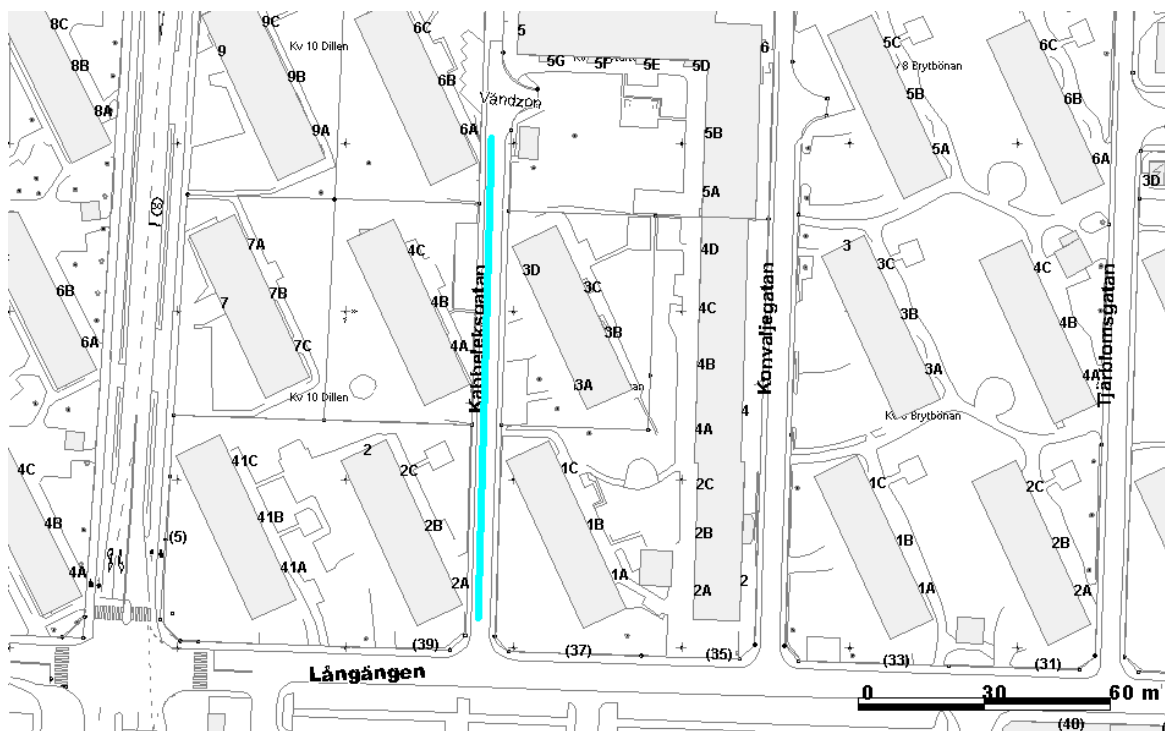 8C
9C
6C
5
6
5C
6C
9
Kv 10 Dillen
5G
5F
5E
5D
8B
9B
6B
5B
6B
Vändzon
8A
9A
6A
5B
5A
6A
5A
3D
30
7A
4C
3D
4D
3
3C
4C
6B
7
7B
4B
3C
4C
3B
4B
6A
7C
4A
3B
4B
3A
3A
4A
Kabbeleksgatan
Konvaljegatan
Tjärblomsgatan
Kv 10 Dillen
4
4A
Kv 8 Brytbönan
4C
41C
2
2C
1C
2C
1C
2C
4B
41B
2B
1B
2B
1B
2B
(5)
4A
41A
2A
1A
2A
2
1A
2A
(39)
(37)
(35)
(33)
(31)
Långängen
0 30 60 m
(40)